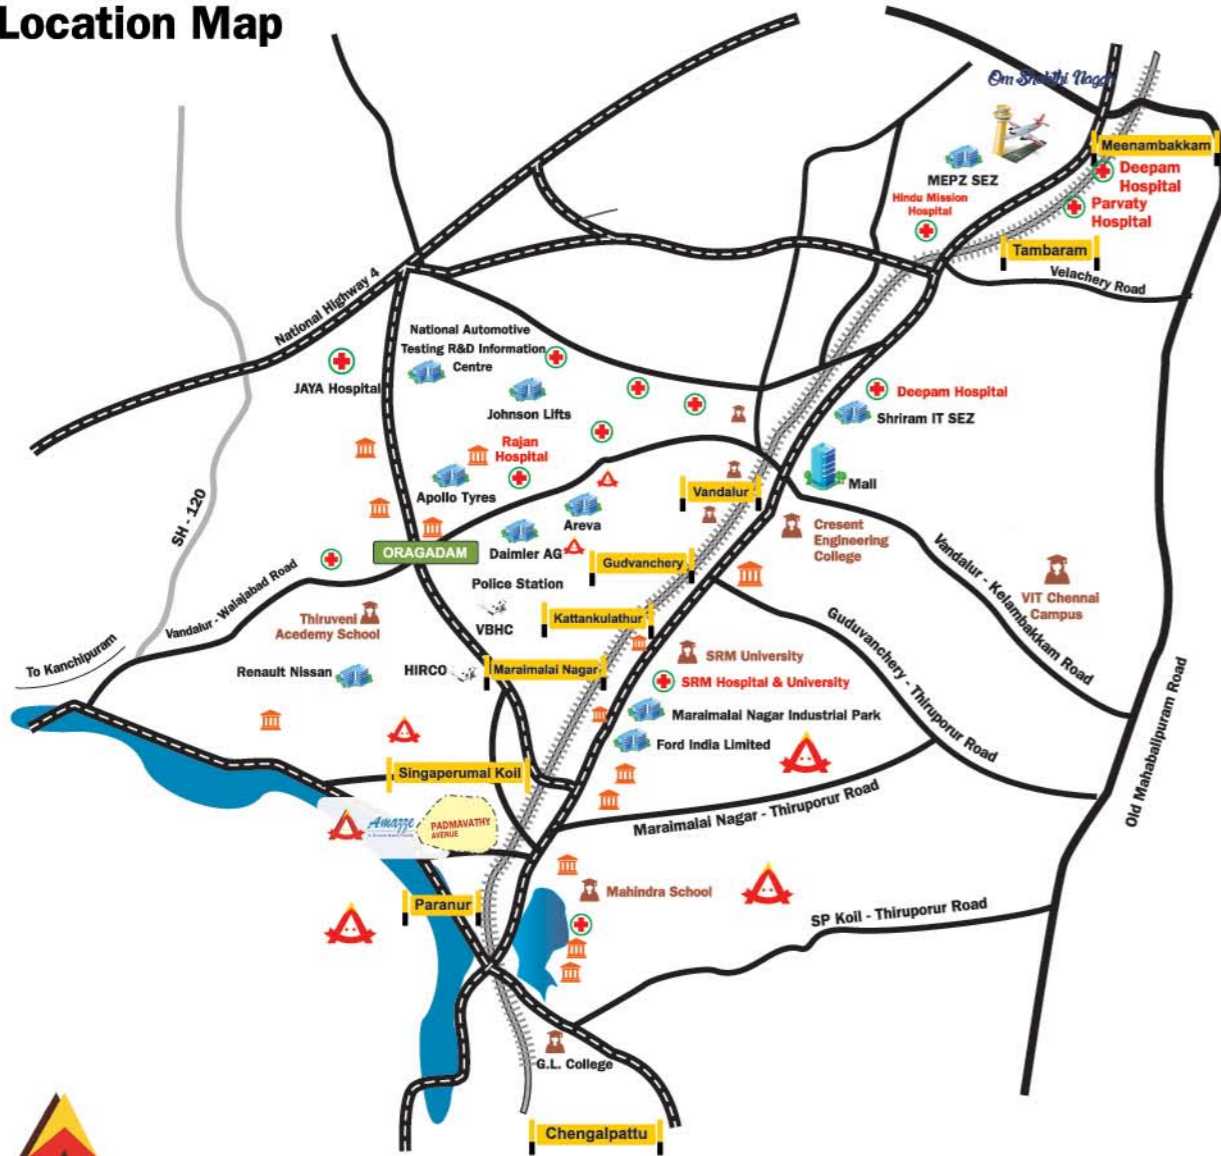 Location Map
Om Shakthi Nagar
Meenambakkam
Deepam
Hospital
MEPZ SEZ
Hindu Mission
Hospital
Parvaty
Hospital
Tambaram
Velachery Road
National Highway 4
National Automotive
Testing R&D Information
Centre
JAYA Hospital
Johnson Lifts
Deepam Hospital
Shriram IT SEZ
Rajan
Hospital
Apollo Tyres
Mall
Vandalur
SH - 120
Areva
Cresent
Engineering
College
ORAGADAM
Daimler AG
Gudvanchery
Vandalur - Kelambakkam Road
Vandalur - Walajabad Road
Police Station
VIT Chennai
Campus
Thiruveni
Acedemy School
VBHC
Kattankulathur
Guduvanchery - Thiruporur Road
To Kanchipuram
Renault Nissan
HIRCO
Maraimalai Nagar
SRM University
SRM Hospital & University
Maraimalai Nagar Industrial Park
Ford India Limited
Old Mahabalipuram Road
Singaperumal Koil
Maraimalai Nagar - Thiruporur Road
Amazze
PADMAVATHY
AVENUE
Mahindra School
Paranur
SP Koil - Thiruporur Road
G.L. College
Chengalpattu